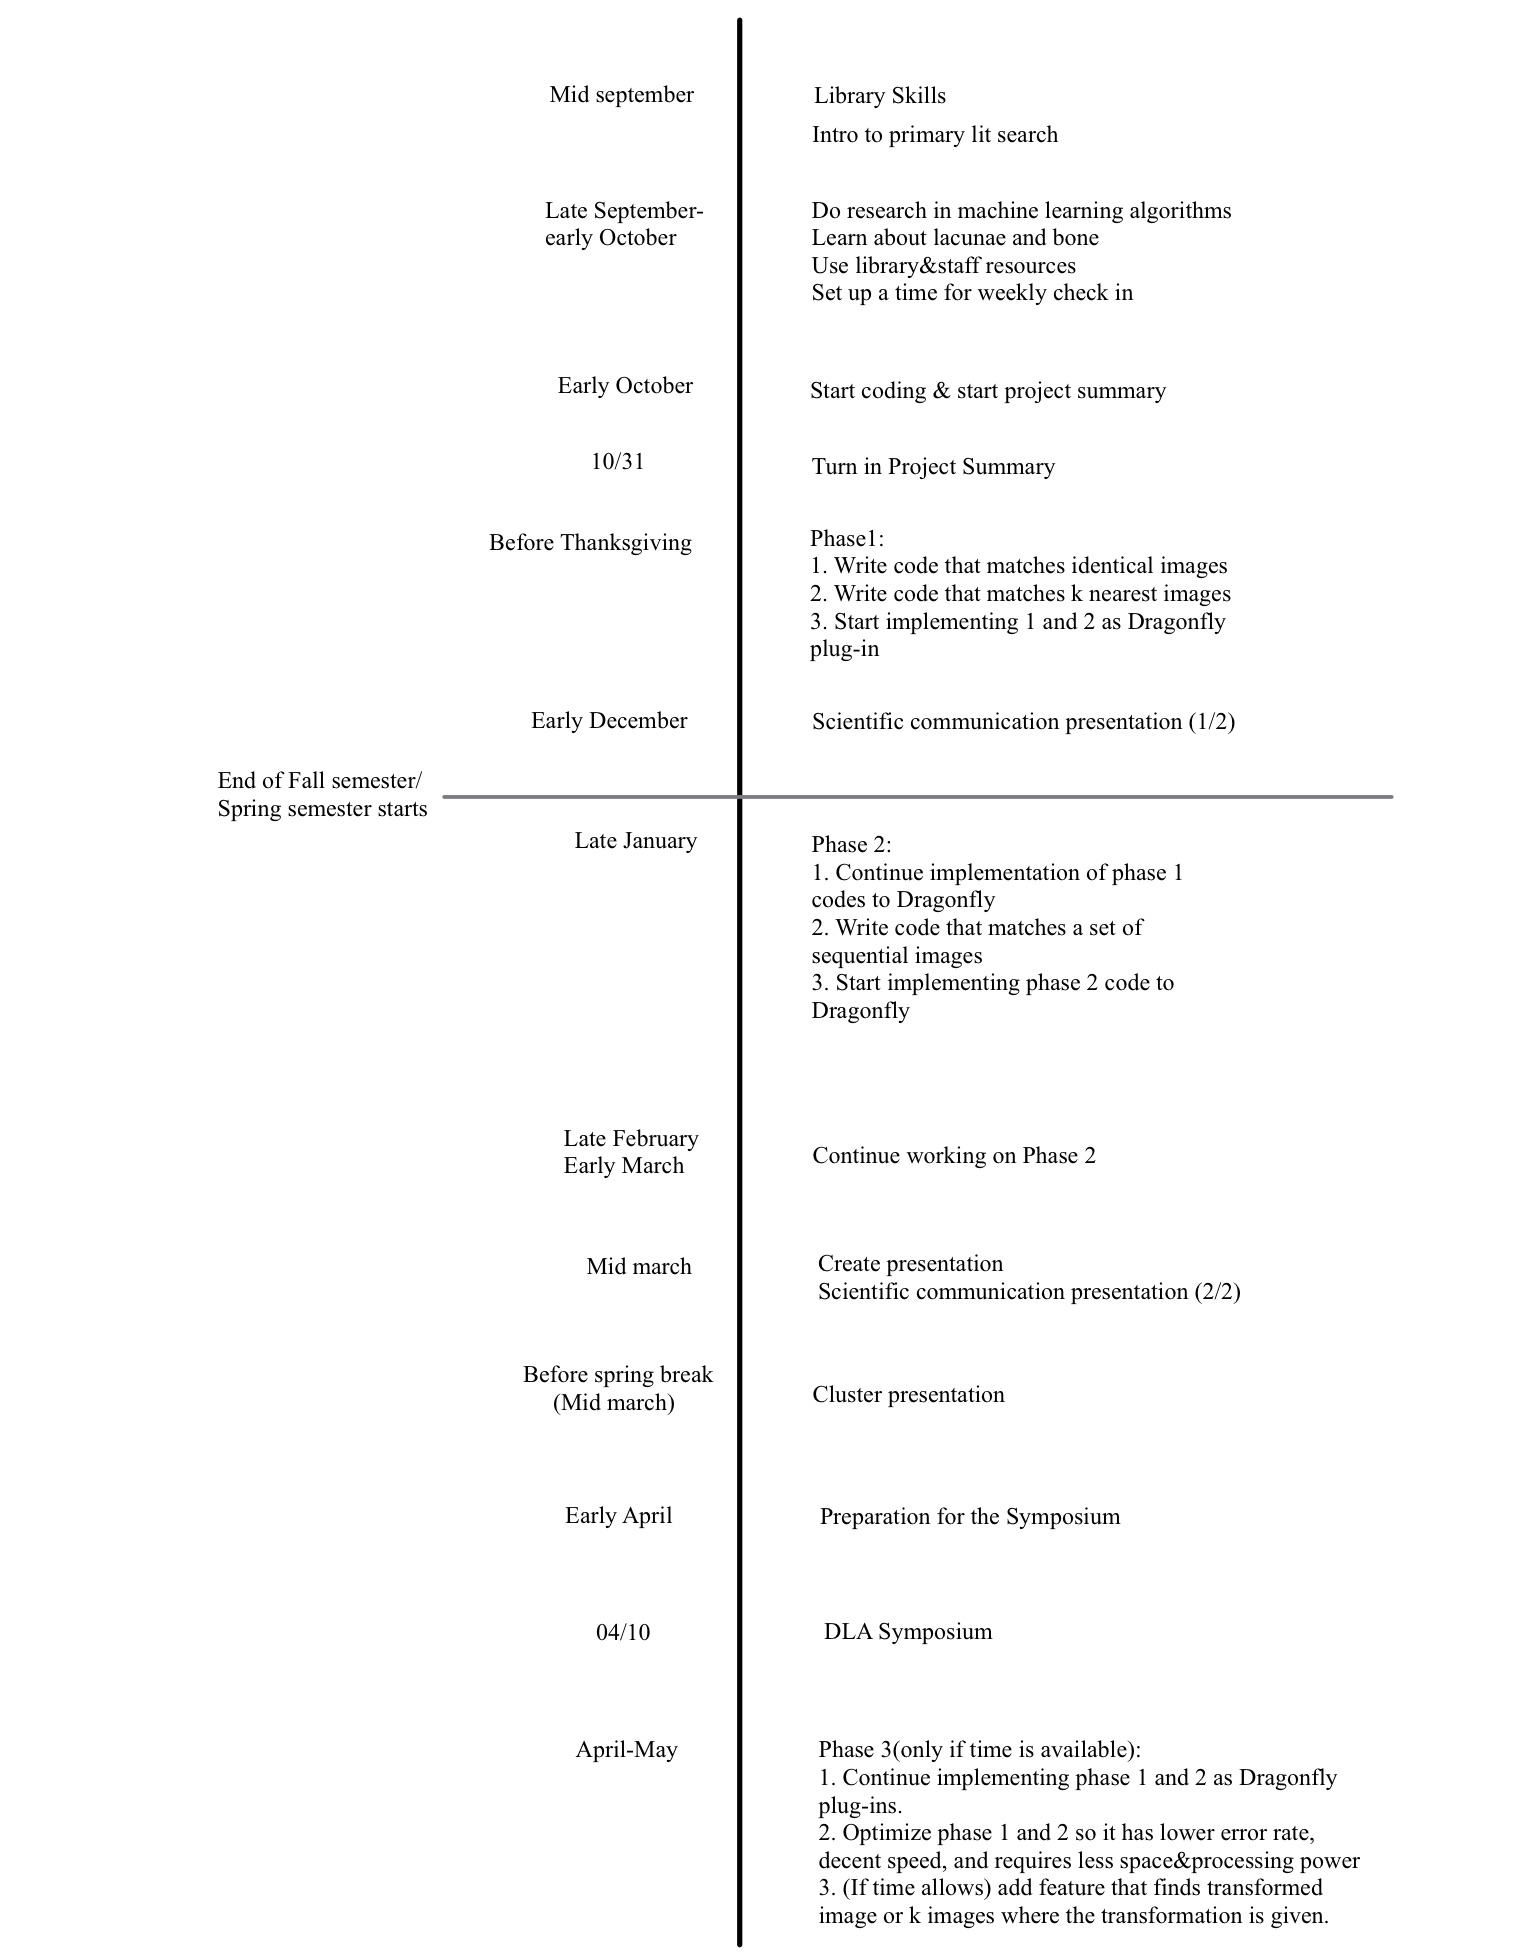 Mid september
Library Skills
Intro to primary lit search
Late September-
early October
Do research in machine learning algorithms
Learn about lacunae and bone
Use library&staff resources
Set up a time for weekly check in
Early October
Start coding & start project summary
10/31
Turn in Project Summary
Before Thanksgiving
Phase1:
1. Write code that matches identical images
2. Write code that matches k nearest images
3. Start implementing 1 and 2 as Dragonfly
plug-in
Early December
Scientific communication presentation (1/2)
End of Fall semester/
Spring semester starts
Late January
Phase 2:
1. Continue implementation of phase 1
codes to Dragonfly
2. Write code that matches a set of
sequential images
3. Start implementing phase 2 code to
Dragonfly
Late February
Early March
Continue working on Phase 2
Mid march
Create presentation
Scientific communication presentation (2/2)
Before spring break
(Mid march)
Cluster presentation
Early April
Preparation for the Symposium
04/10
DLA Symposium
April-May
Phase 3(only if time is available):
1. Continue implementing phase 1 and 2 as Dragonfly
plug-ins.
2. Optimize phase 1 and 2 so it has lower error rate,
decent speed, and requires less space&processing power
3. (If time allows) add feature that finds transformed
image or k images where the transformation is given.